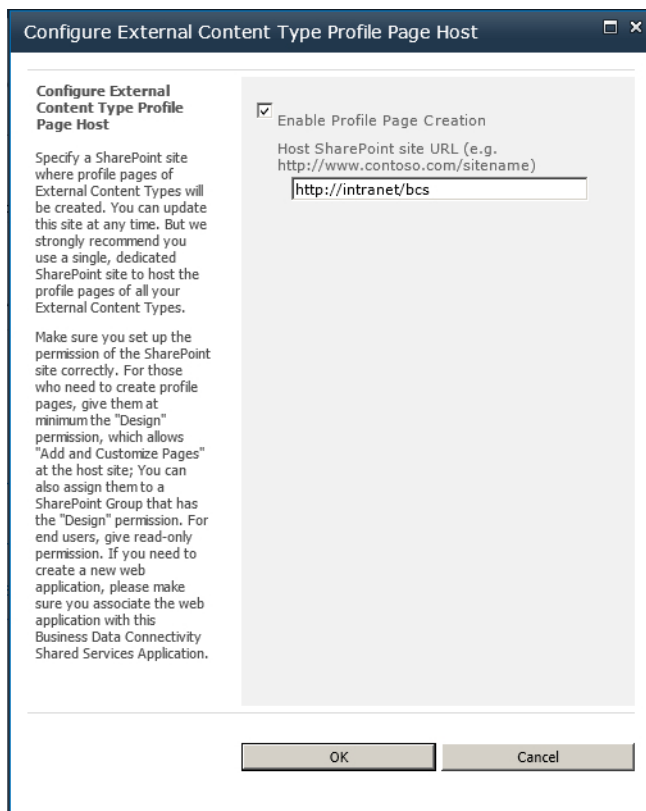 Configure External Content Type Profile Page Host
Configure External
Content Type Profile
Page Host
Specify a SharePoint site
where profile pages of
External Content Types will
be created. You can update
this site at any time. But we
strongly recommend you
use a single, dedicated
SharePoint site to host the
profile pages of all your
External Content Types.
Make sure you set up the
permission of the SharePoint
site correctly. For those
who need to create profile
pages, give them at
minimum the "Design"
permission, which allows
"Add and Customize Pages"
at the host site; You can
also assign them to a
SharePoint Group that has
the "Design" permission. For
end users, give read-only
permission. If you need to
create a new web
application, please make
sure you associate the web
application with this
Business Data Connectivity
Shared Services Application.
Enable Profile Page Creation
Host SharePoint site URL (e.g.
http://www.contoso.com/sitename)
http://intranet/bcs
OK
Cancel